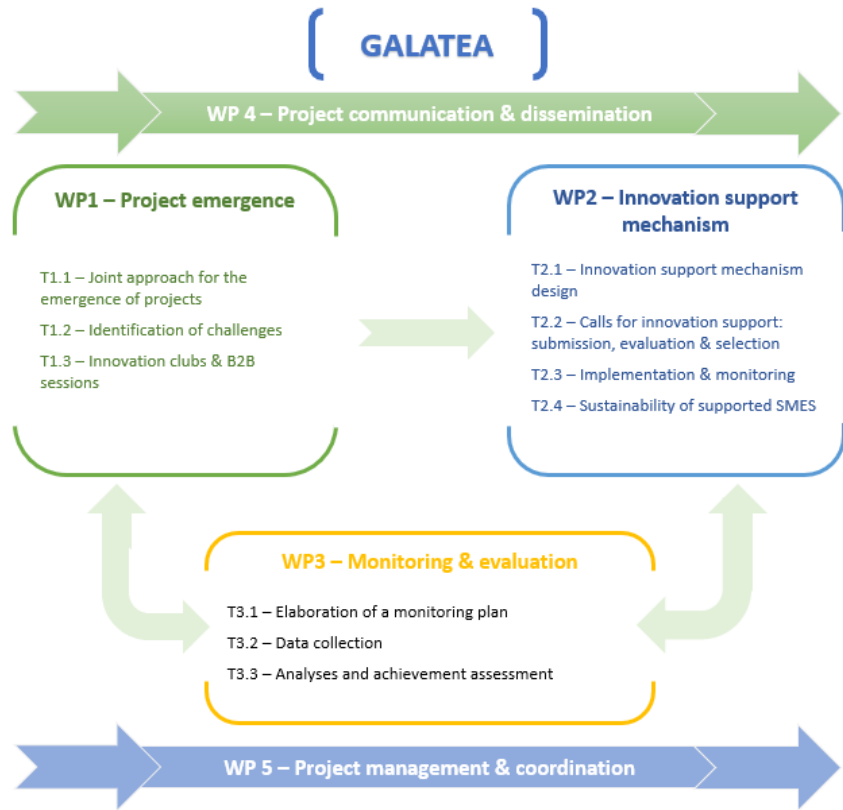 GALATEA
WP 4 – Project communication & dissemination
WP1 – Project emergence
T1.1 – Joint approach for the
emergence of projects
T1.2 – Identification of challenges
T1.3 – Innovation clubs & B2B
sessions
WP2 – Innovation support
mechanism
T2.1 – Innovation support mechanism
design
T2.2 – Calls for innovation support:
submission, evaluation & selection
T2.3 – Implementation & monitoring
T2.4 – Sustainability of supported SMES
WP3 – Monitoring & evaluation
T3.1 – Elaboration of a monitoring plan
T3.2 – Data collection
T3.3 – Analyses and achievement assessment
WP 5 – Project management & coordination